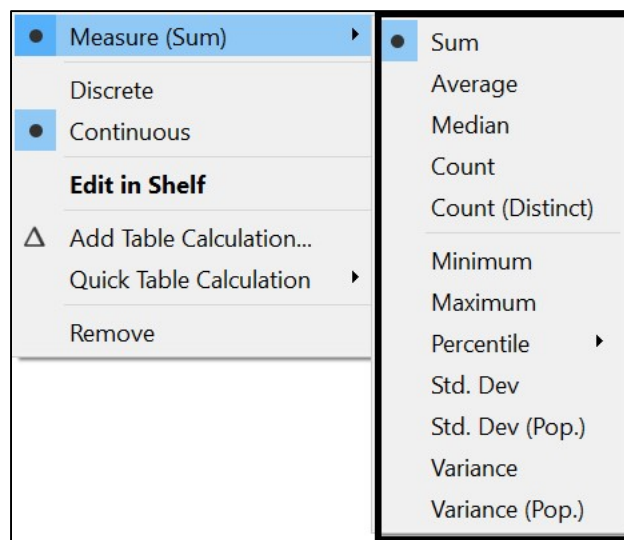 Measure (Sum)
Discrete
Continuous
Edit in Shelf
Add Table Calculation...
Quick Table Calculation
Remove
Sum
Average
Median
Count
Count (Distinct)
Minimum
Maximum
Percentile
Std. Dev
Std. Dev (Pop.)
Variance
Variance (Pop.)